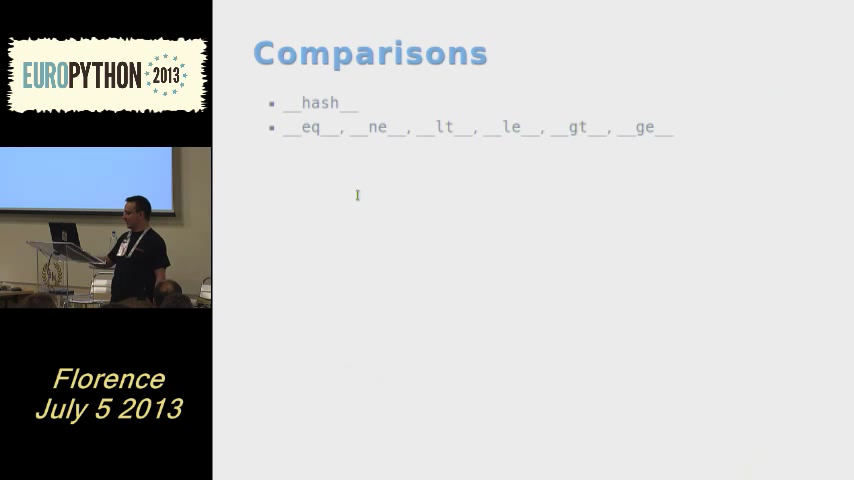 EUROPYTHON 2013
Florence
July 5 2013
Comparisons
__hash__
__eq__, __ne__, __lt__, __le__, __gt__, __ge__